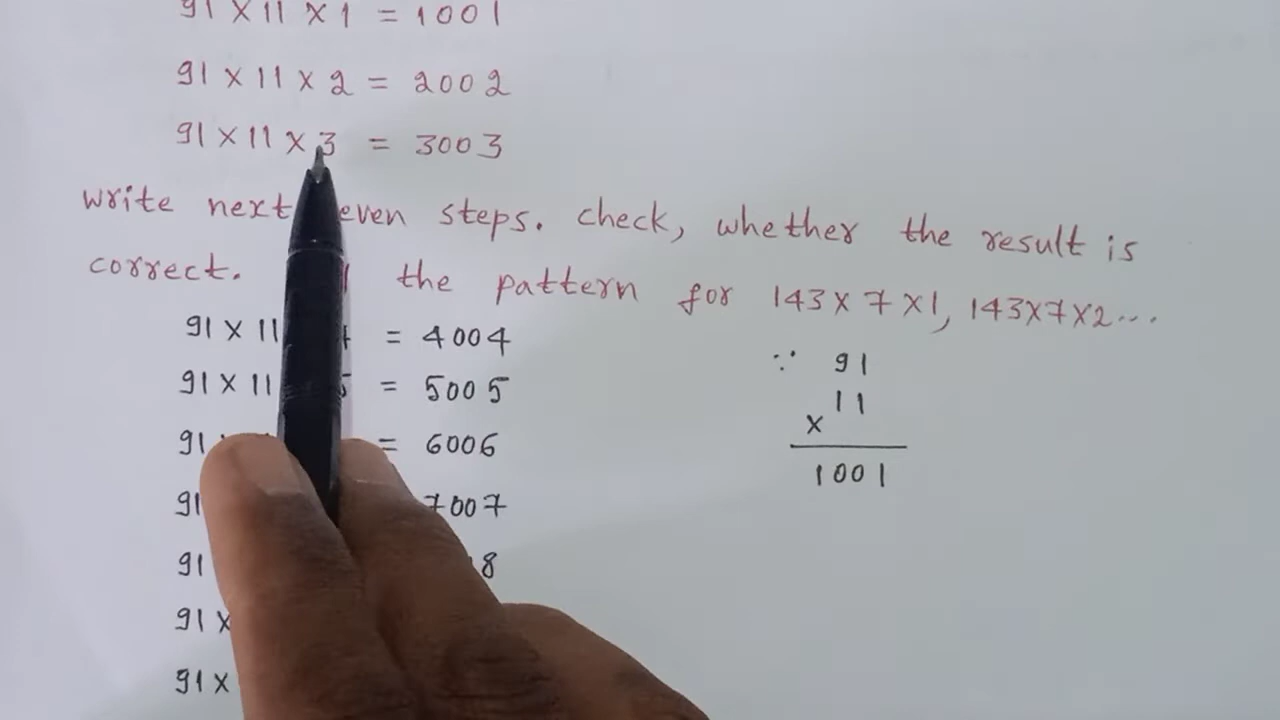 91 × 11 × 1 = 1001
91 × 11 × 2 = 2002
91 × 11 × 3 = 3003
write next even steps. check, whether the result is
correct. the pattern for 143 × 7 × 1, 143×7×2...
91 × 11 = 4004
91 × 11 5 = 5005
91 = 6006
91 7007
91 8
91 ×
91 ×
∵ 91
× 11
1001